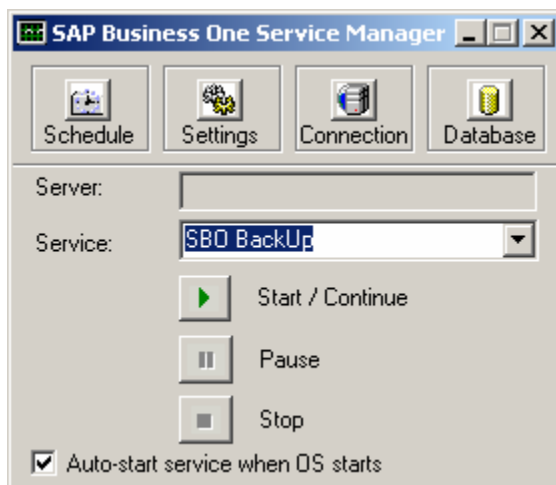 SAP Business One Service Manager
Schedule Settings Connection Database
Server:
Service: SBO BackUp
Start / Continue
Pause
Stop
Auto-start service when OS starts